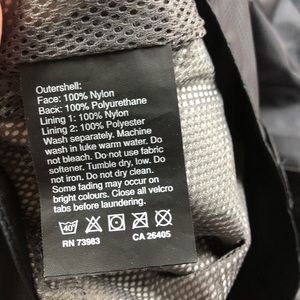 Outershell:
Face: 100% Nylon
Back: 100% Polyurethane
Lining 1: 100% Nylon
Lining 2: 100% Polyester
Wash separately. Machine
wash in luke warm water. Do
not bleach. Do not use fabric
softener. Tumble dry, low. Do
not iron. Do not dry clean.
Some fading may occur on
bright colours. Close all velcro
tabs before laundering.
40°
RN 73983 CA 26405